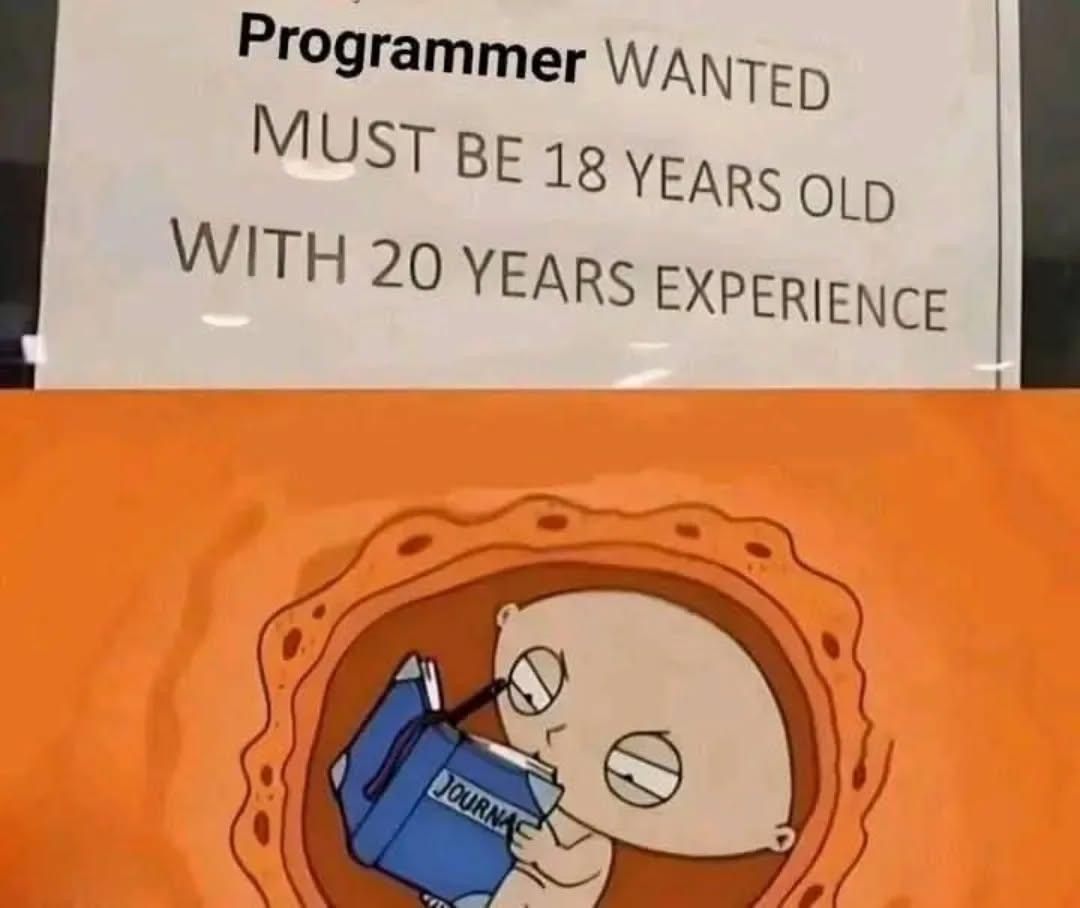 Programmer WANTED
MUST BE 18 YEARS OLD
WITH 20 YEARS EXPERIENCE
JOURNAL